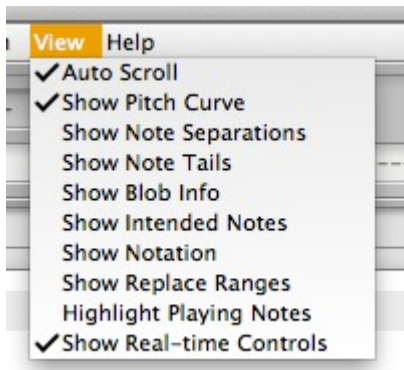 View Help
✓Auto Scroll
✓Show Pitch Curve
Show Note Separations
Show Note Tails
Show Blob Info
Show Intended Notes
Show Notation
Show Replace Ranges
Highlight Playing Notes
✓Show Real-time Controls